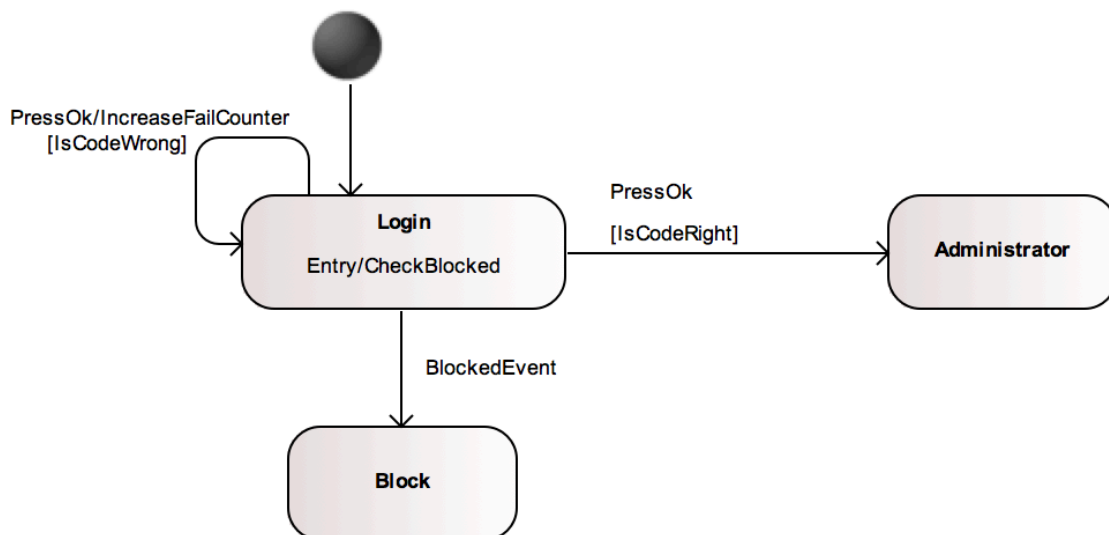 PressOk/IncreaseFailCounter
[IsCodeWrong]
Login
Entry/CheckBlocked
PressOk
[IsCodeRight]
Administrator
BlockedEvent
Block